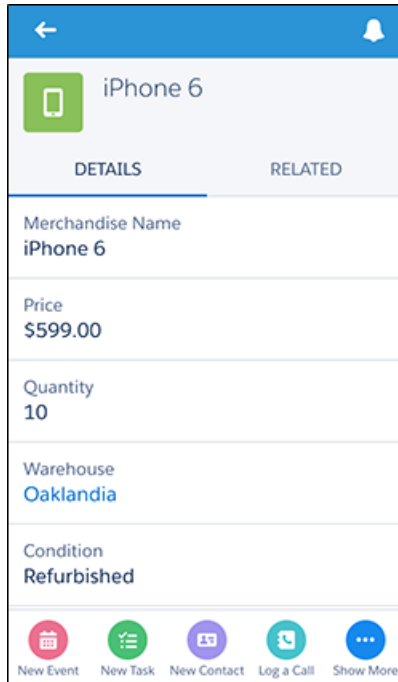 iPhone 6
DETAILS RELATED
Merchandise Name
iPhone 6
Price
$599.00
Quantity
10
Warehouse
Oaklandia
Condition
Refurbished
New Event New Task New Contact Log a Call Show More